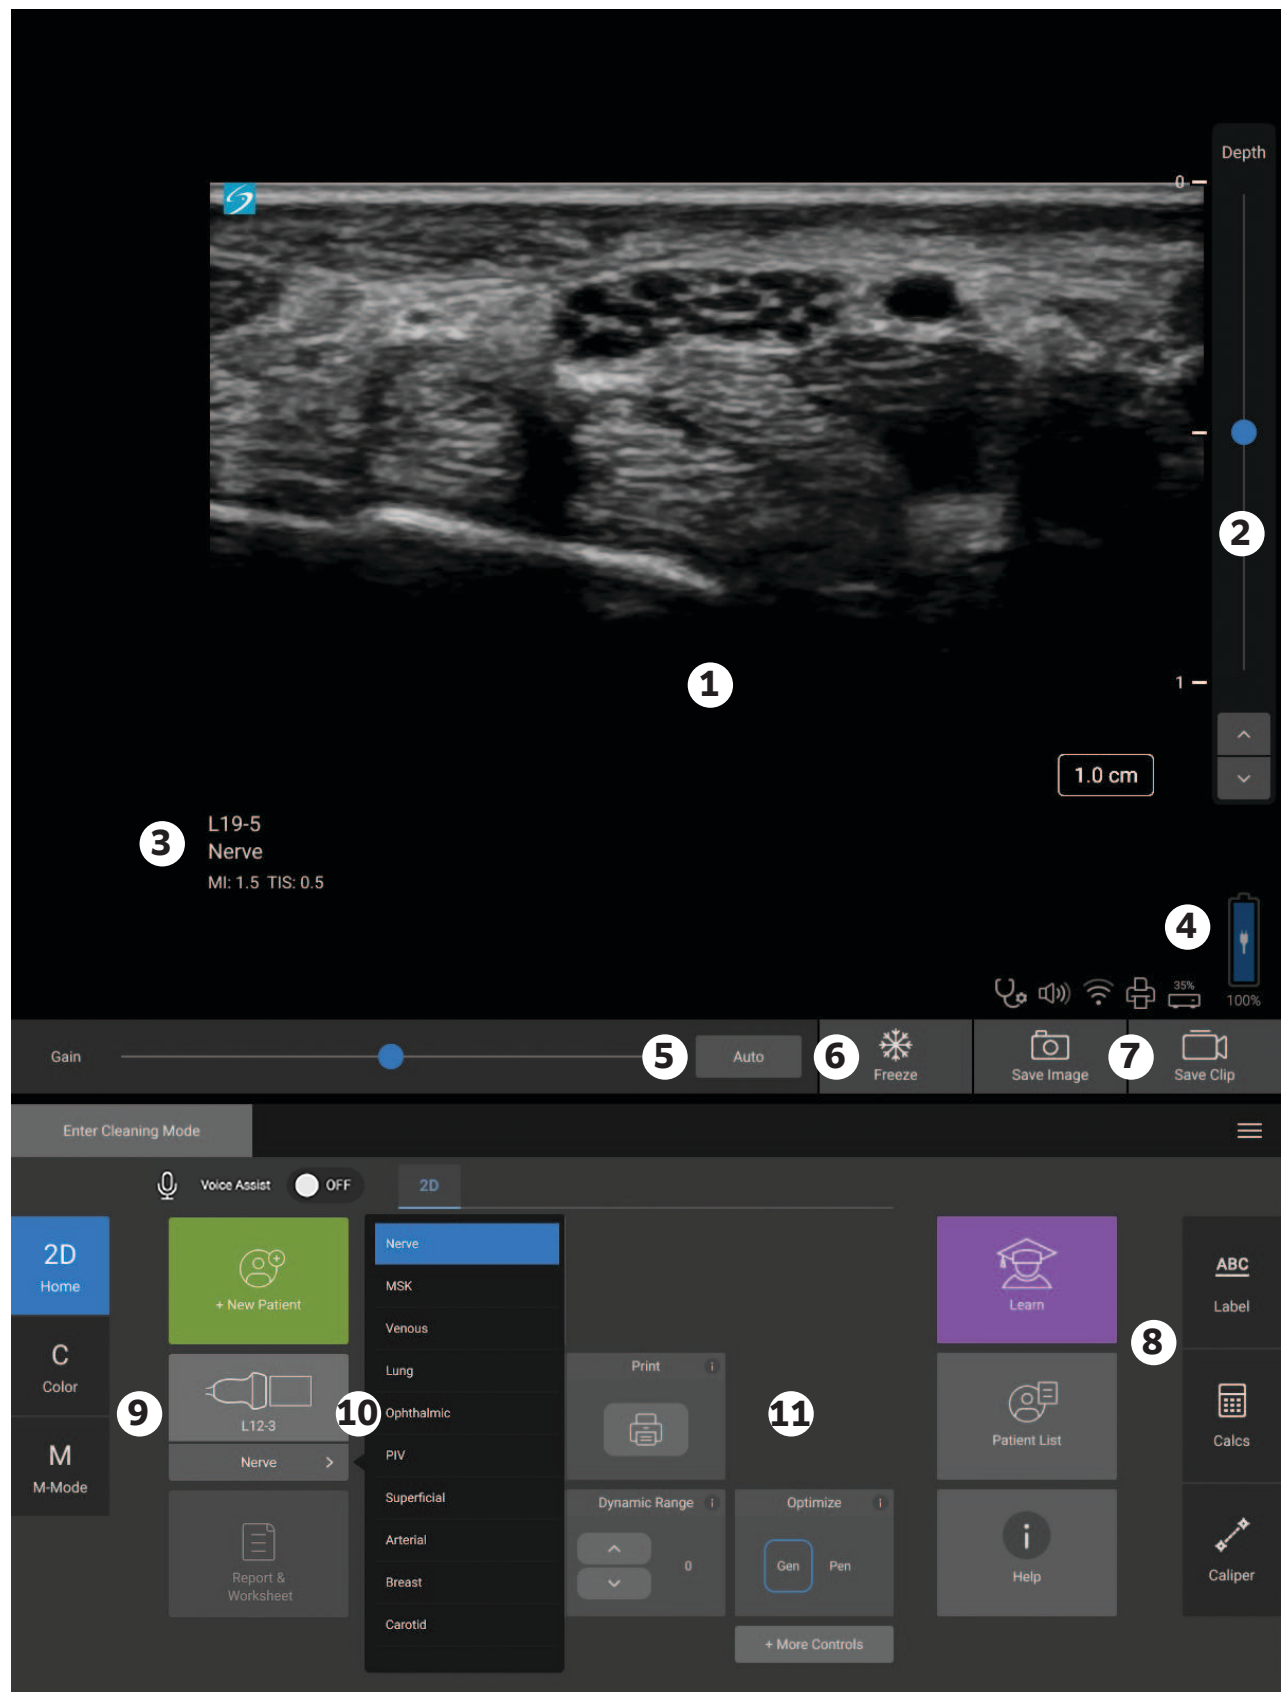 Depth
0
2
1
1
1.0 cm
3
L19-5
Nerve
MI: 1.5 TIS: 0.5
4
35%
100%
Gain
5
Auto
6
Freeze
Save Image
7
Save Clip
Enter Cleaning Mode
Voice Assist
OFF
2D
2D
Home
C
Color
M
M-Mode
9
+ New Patient
L12-3
Nerve >
Report &
Worksheet
10
Nerve
MSK
Venous
Lung
Ophthalmic
PIV
Superficial
Arterial
Breast
Carotid
Print i
11
Dynamic Range i
0
Optimize i
Gen
Pen
+ More Controls
Learn
Patient List
i
Help
8
ABC
Label
Calcs
Caliper